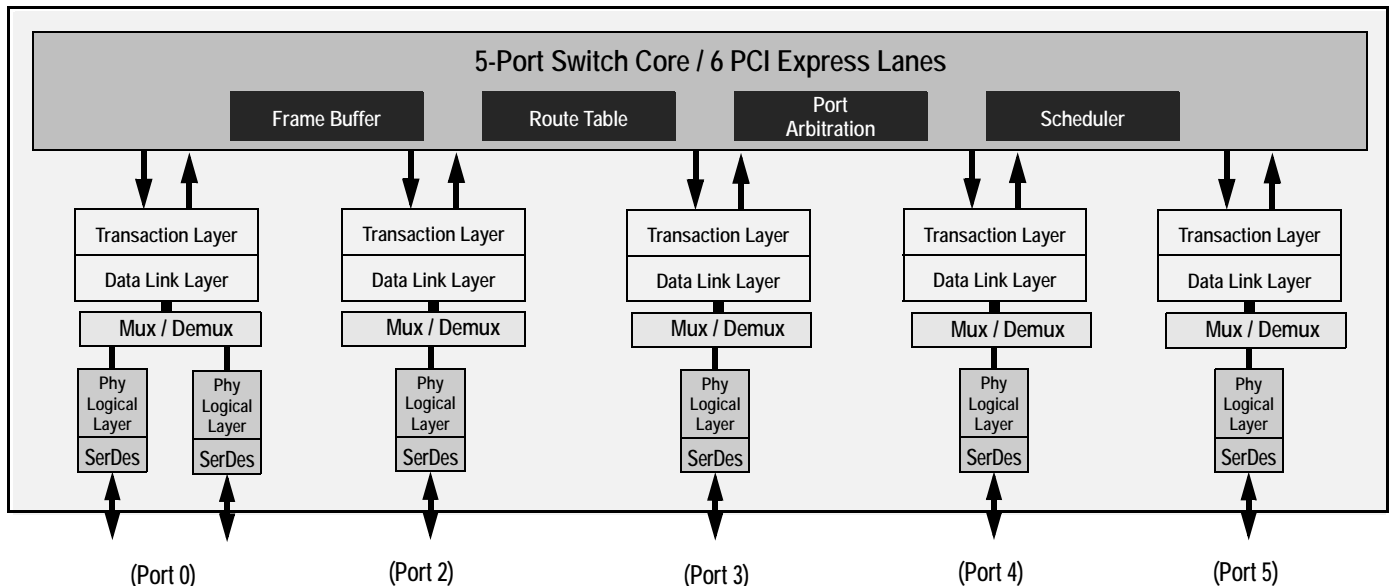 5-Port Switch Core / 6 PCI Express Lanes
Frame Buffer
Route Table
Port
Arbitration
Scheduler
Transaction Layer
Data Link Layer
Mux / Demux
Phy
Logical
Layer
SerDes
Phy
Logical
Layer
SerDes
(Port 0)
Transaction Layer
Data Link Layer
Mux / Demux
Phy
Logical
Layer
SerDes
(Port 2)
Transaction Layer
Data Link Layer
Mux / Demux
Phy
Logical
Layer
SerDes
(Port 3)
Transaction Layer
Data Link Layer
Mux / Demux
Phy
Logical
Layer
SerDes
(Port 4)
Transaction Layer
Data Link Layer
Mux / Demux
Phy
Logical
Layer
SerDes
(Port 5)